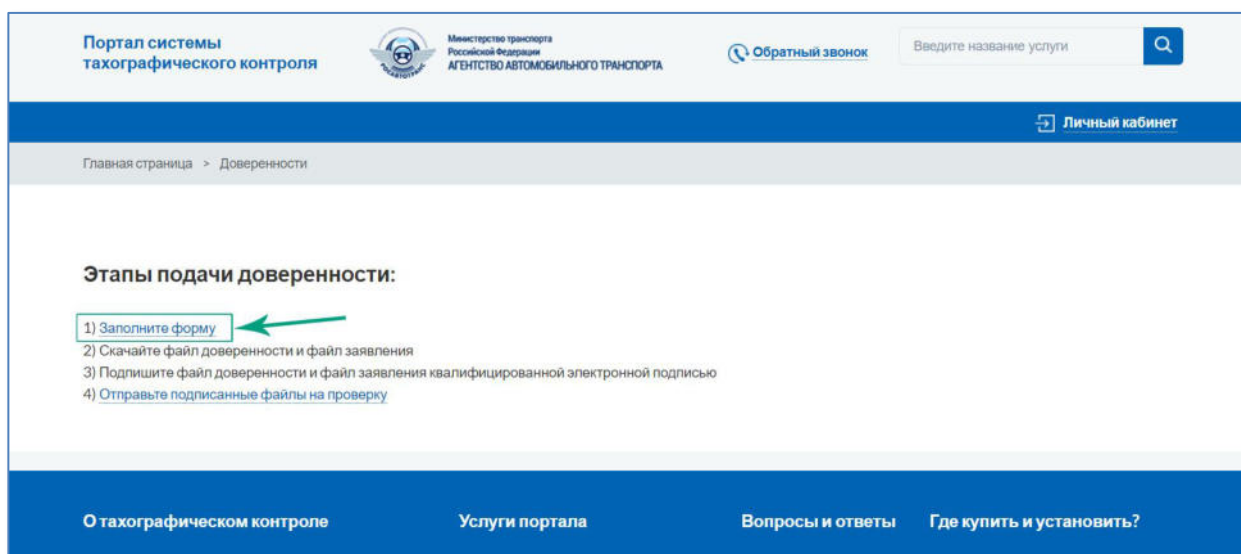 Портал системы
тахографического контроля
РОСАВТОТРАНС
Министерство транспорта
Российской Федерации
АГЕНТСТВО АВТОМОБИЛЬНОГО ТРАНСПОРТА
Обратный звонок
Введите название услуги
Личный кабинет
Главная страница > Доверенности
Этапы подачи доверенности:
1) Заполните форму
2) Скачайте файл доверенности и файл заявления
3) Подпишите файл доверенности и файл заявления квалифицированной электронной подписью
4) Отправьте подписанные файлы на проверку
О тахографическом контроле
Услуги портала
Вопросы и ответы
Где купить и установить?